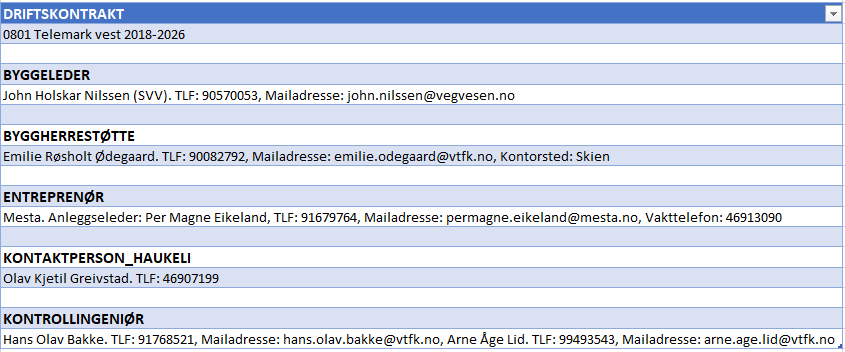 DRIFTSKONTRAKT
0801 Telemark vest 2018-2026
BYGGELEDER
John Holskar Nilssen (SVV). TLF: 90570053, Mailadresse: john.nilssen@vegvesen.no
BYGGHERRESTØTTE
Emilie Røsholt Ødegaard. TLF: 90082792, Mailadresse: emilie.odegaard@vtfk.no, Kontorsted: Skien
ENTREPRENØR
Mesta. Anleggseleder: Per Magne Eikeland, TLF: 91679764, Mailadresse: permagne.eikeland@mesta.no, Vakttelefon: 46913090
KONTAKTPERSON_HAUKELI
Olav Kjetil Greivstad. TLF: 46907199
KONTROLLINGENIØR
Hans Olav Bakke. TLF: 91768521, Mailadresse: hans.olav.bakke@vtfk.no, Arne Åge Lid. TLF: 99493543, Mailadresse: arne.age.lid@vtfk.no